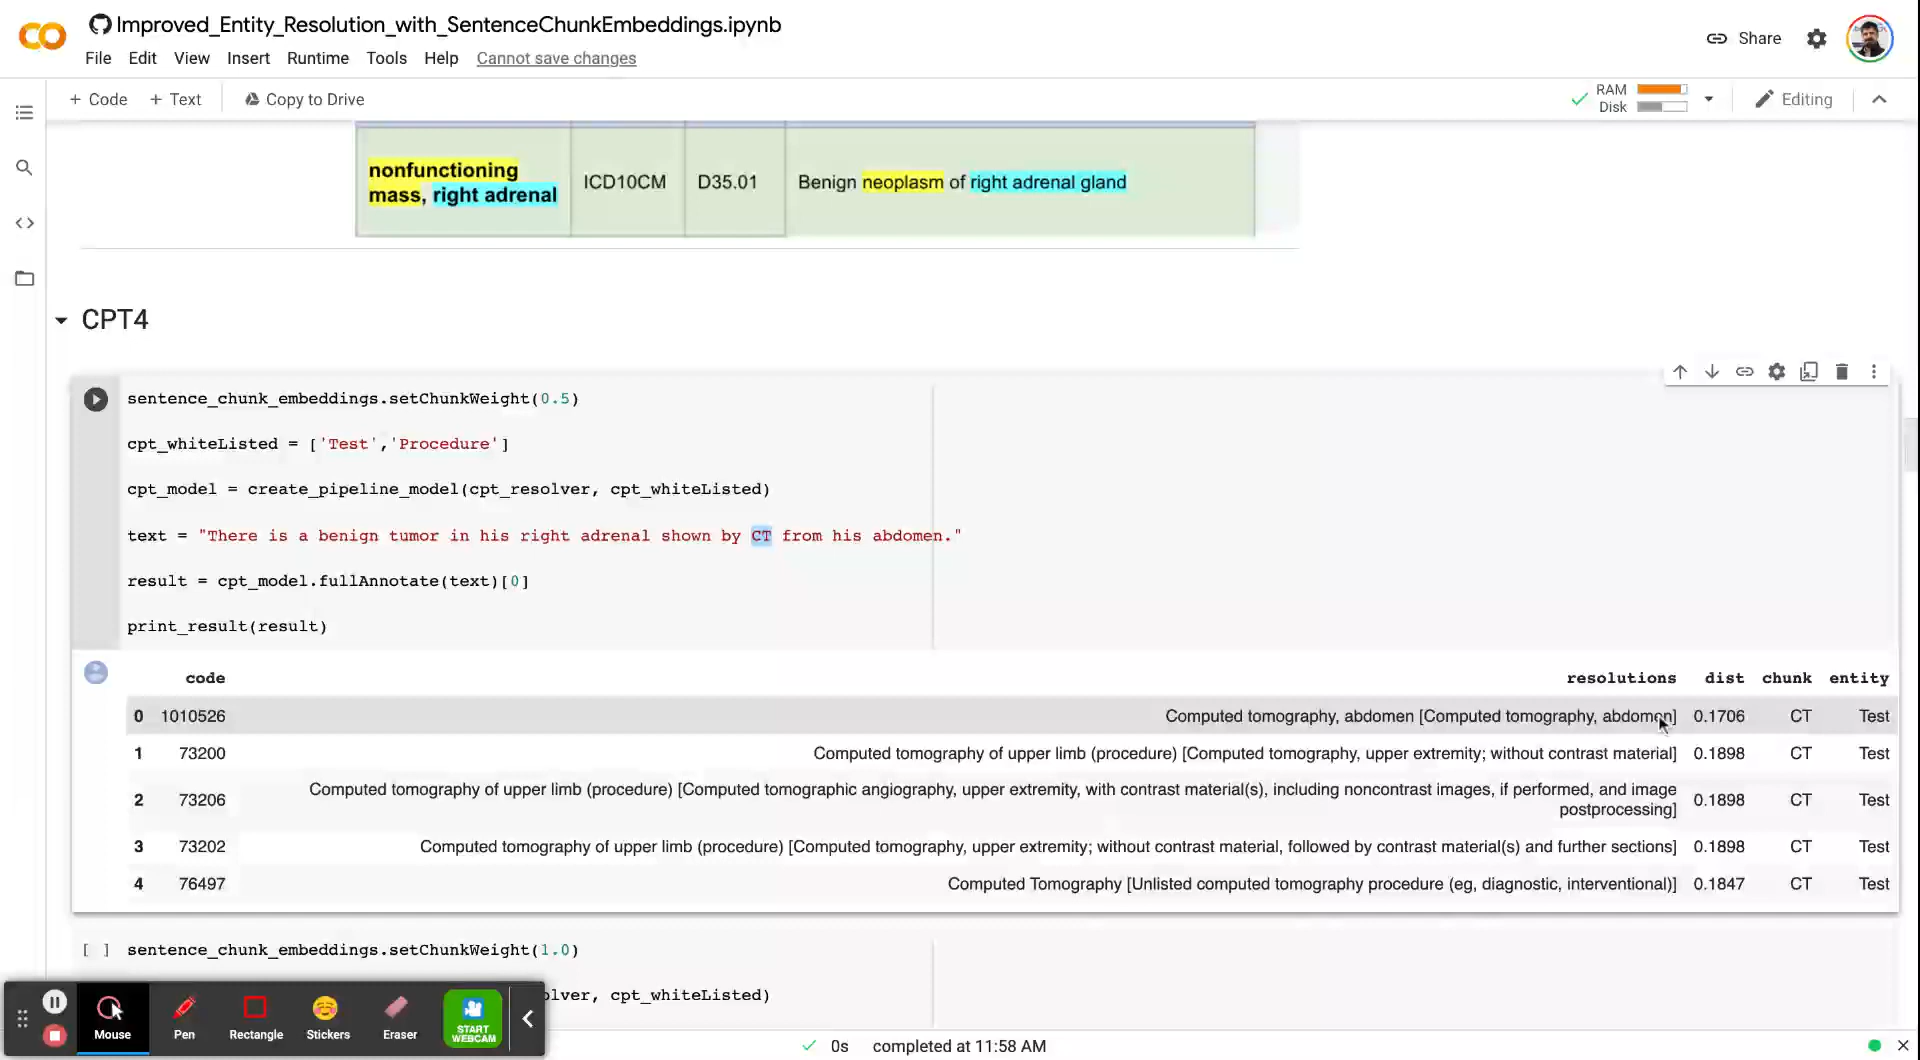 Improved_Entity_Resolution_with_SentenceChunkEmbeddings.ipynb
File Edit View Insert Runtime Tools Help Cannot save changes
Share
+ Code + Text Copy to Drive
RAM
Disk
Editing
nonfunctioning
mass, right adrenal
ICD10CM
D35.01
Benign neoplasm of right adrenal gland
CPT4
sentence_chunk_embeddings.setChunkWeight(0.5)
cpt_whiteListed = ['Test','Procedure']
cpt_model = create_pipeline_model(cpt_resolver, cpt_whiteListed)
text = "There is a benign tumor in his right adrenal shown by CT from his abdomen."
result = cpt_model.fullAnnotate(text)[0]
print_result(result)
code resolutions dist chunk entity
0 1010526 Computed tomography, abdomen [Computed tomography, abdomen] 0.1706 CT Test
1 73200 Computed tomography of upper limb (procedure) [Computed tomography, upper extremity; without contrast material] 0.1898 CT Test
2 73206 Computed tomography of upper limb (procedure) [Computed tomographic angiography, upper extremity, with contrast material(s), including noncontrast images, if performed, and image
postprocessing] 0.1898 CT Test
3 73202 Computed tomography of upper limb (procedure) [Computed tomography, upper extremity; without contrast material, followed by contrast material(s) and further sections] 0.1898 CT Test
4 76497 Computed Tomography [Unlisted computed tomography procedure (eg, diagnostic, interventional)] 0.1847 CT Test
[ ] sentence_chunk_embeddings.setChunkWeight(1.0)
olver, cpt_whiteListed)
Mouse Pen Rectangle Stickers Eraser START
WEBCAM
0s completed at 11:58 AM